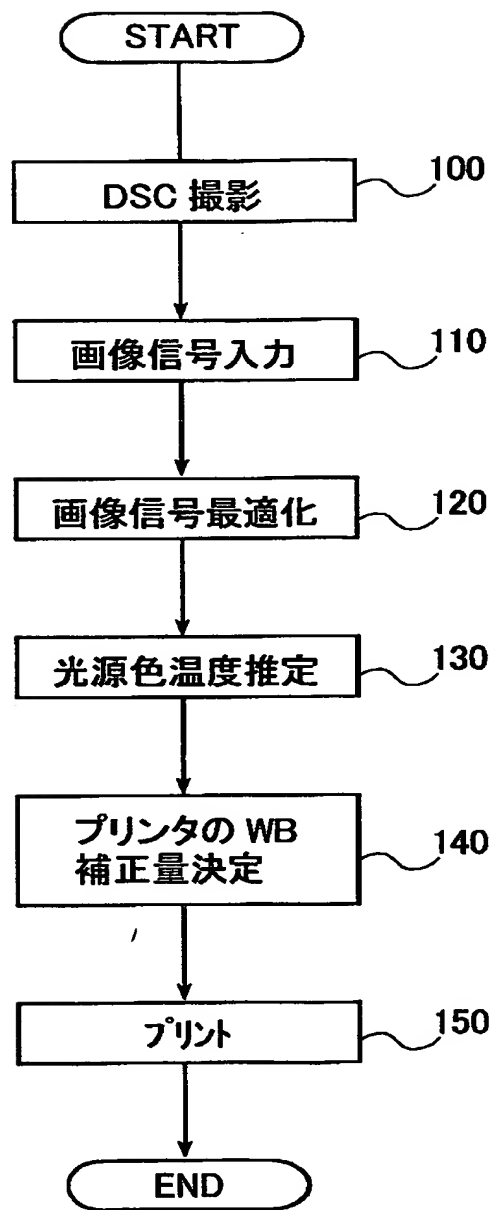 START
DSC 撮影
100
画像信号入力
110
画像信号最適化
120
光源色温度推定
130
プリンタの WB
補正量決定
140
プリント
150
END